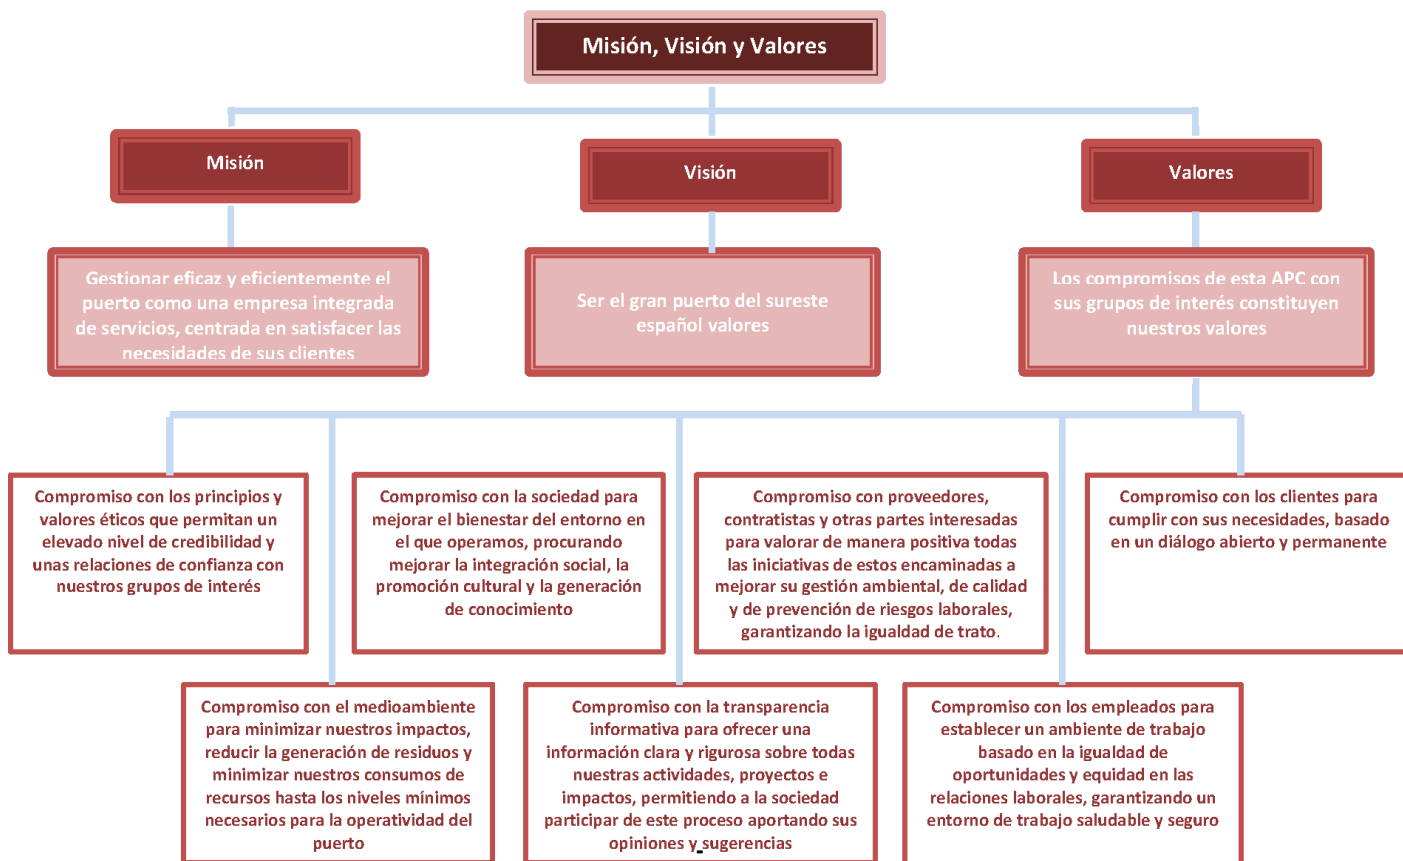 Misión, Visión y Valores
Misión
Visión
Valores
Gestionar eficaz y eficientemente el
puerto como una empresa integrada
de servicios, centrada en satisfacer las
necesidades de sus clientes
Ser el gran puerto del sureste
español valores
Los compromisos de esta APC con
sus grupos de interés constituyen
nuestros valores
Compromiso con los principios y
valores éticos que permitan un
elevado nivel de credibilidad y
unas relaciones de confianza con
nuestros grupos de interés
Compromiso con la sociedad para
mejorar el bienestar del entorno en
el que operamos, procurando
mejorar la integración social, la
promoción cultural y la generación
de conocimiento
Compromiso con proveedores,
contratistas y otras partes interesadas
para valorar de manera positiva todas
las iniciativas de estos encaminadas a
mejorar su gestión ambiental, de calidad
y de prevención de riesgos laborales,
garantizando la igualdad de trato.
Compromiso con los clientes para
cumplir con sus necesidades, basado
en un diálogo abierto y permanente
Compromiso con el medioambiente
para minimizar nuestros impactos,
reducir la generación de residuos y
minimizar nuestros consumos de
recursos hasta los niveles mínimos
necesarios para la operatividad del
puerto
Compromiso con la transparencia
informativa para ofrecer una
información clara y rigurosa sobre todas
nuestras actividades, proyectos e
impactos, permitiendo a la sociedad
participar de este proceso aportando sus
opiniones y sugerencias
Compromiso con los empleados para
establecer un ambiente de trabajo
basado en la igualdad de
oportunidades y equidad en las
relaciones laborales, garantizando un
entorno de trabajo saludable y seguro